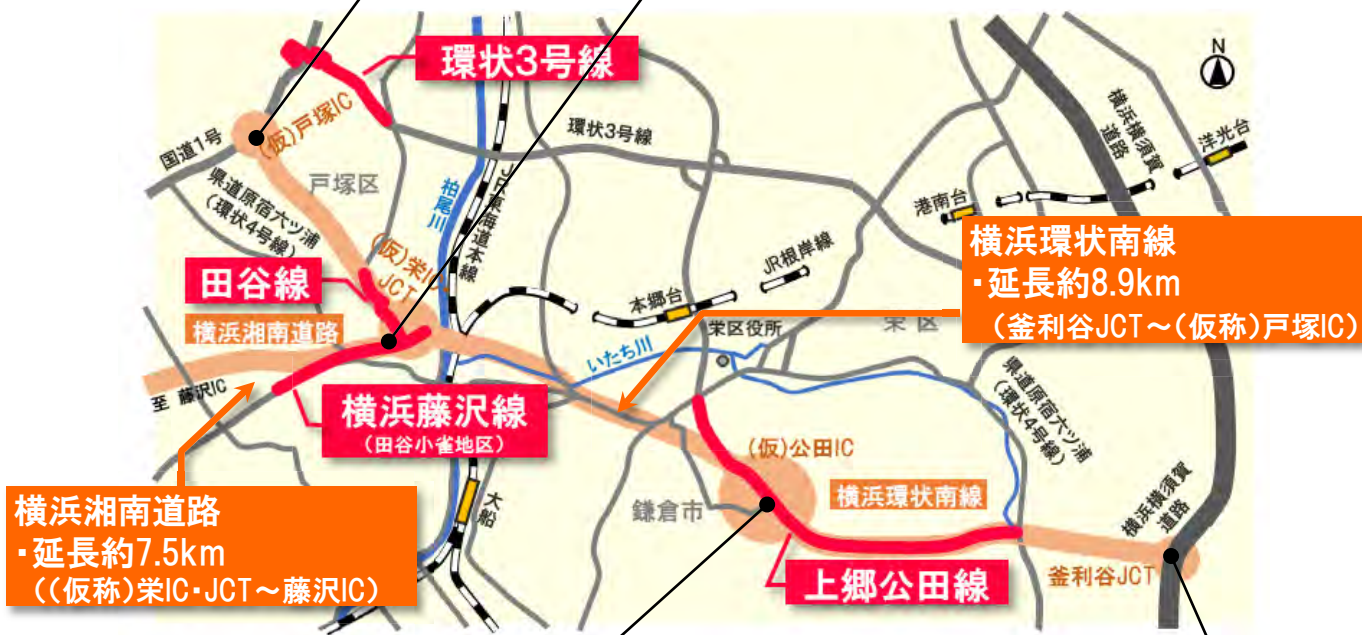 環状3号線
N
国道1号
(仮)戸塚IC
環状3号線
横浜横須賀
道路
洋光台
戸塚区
県道原宿六ツ浦
(環状4号線)
柏尾川
JR東海道本線
港南台
(仮)栄IC
JCT
田谷線
横浜湘南道路
JR根岸線
本郷台
栄区役所
栄区
横浜環状南線
・延長約8.9km
(釜利谷JCT～(仮称)戸塚IC)
いたち川
至 藤沢IC
横浜藤沢線
(田谷小雀地区)
県道原宿六ツ浦
(環状4号線)
(仮)公田IC
横浜環状南線
横浜横須賀
道路
大船
鎌倉市
横浜湘南道路
・延長約7.5km
((仮称)栄IC・JCT～藤沢IC)
上郷公田線
釜利谷JCT